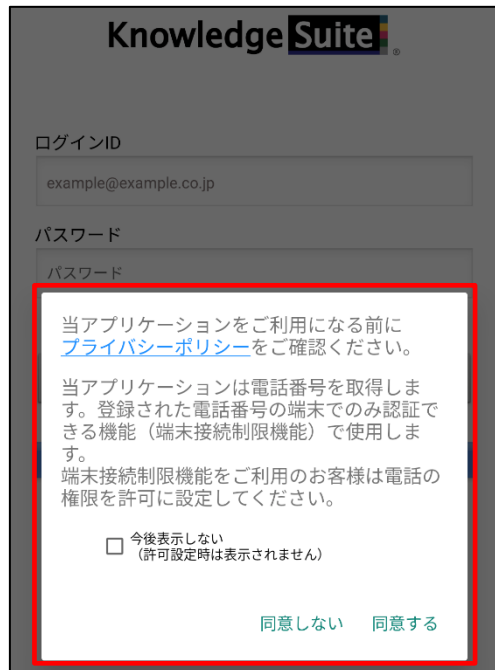 Knowledge Suite ®
ログインID
example@example.co.jp
パスワード
パスワード
当アプリケーションをご利用になる前に
プライバシーポリシーをご確認ください。
当アプリケーションは電話番号を取得しま
す。登録された電話番号の端末でのみ認証で
きる機能（端末接続制限機能）で使用しま
す。
端末接続制限機能をご利用のお客様は電話の
権限を許可に設定してください。
今後表示しない
（許可設定時は表示されません）
同意しない 同意する